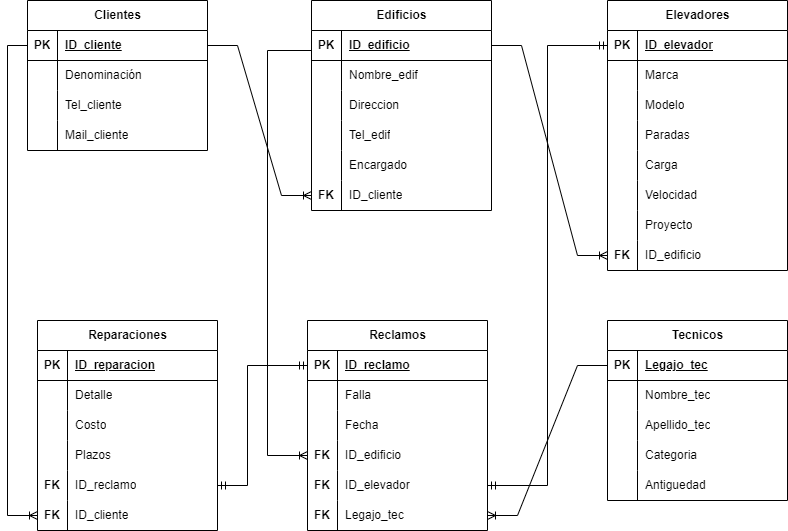 Clientes
PK ID_cliente
Denominación
Tel_cliente
Mail_cliente
Edificios
PK ID_edificio
Nombre_edif
Direccion
Tel_edif
Encargado
FK ID_cliente
Elevadores
PK ID_elevador
Marca
Modelo
Paradas
Carga
Velocidad
Proyecto
FK ID_edificio
Reparaciones
PK ID_reparacion
Detalle
Costo
Plazos
FK ID_reclamo
FK ID_cliente
Reclamos
PK ID_reclamo
Falla
Fecha
FK ID_edificio
FK ID_elevador
FK Legajo_tec
Tecnicos
PK Legajo_tec
Nombre_tec
Apellido_tec
Categoria
Antiguedad